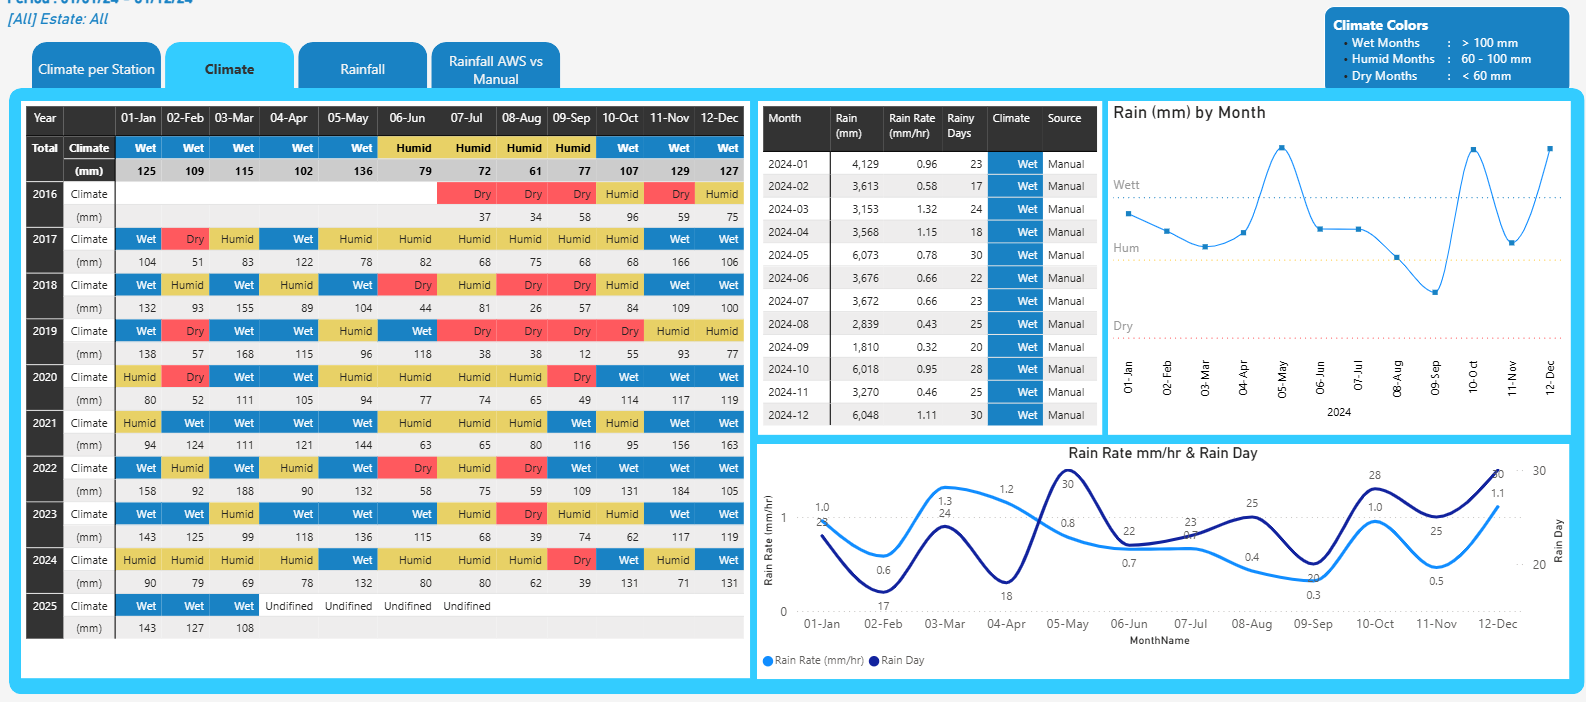 Period : 01/01/24 - 01/12/24
[All] Estate: All
Climate per Station
Climate
Rainfall
Rainfall AWS vs
Manual
Climate Colors
• Wet Months : > 100 mm
• Humid Months : 60 - 100 mm
• Dry Months : < 60 mm
Year 01-Jan 02-Feb 03-Mar 04-Apr 05-May 06-Jun 07-Jul 08-Aug 09-Sep 10-Oct 11-Nov 12-Dec
Total Climate Wet Wet Wet Wet Wet Humid Humid Humid Humid Wet Wet Wet
(mm) 125 109 115 102 136 79 72 61 77 107 129 127
2016 Climate Dry Dry Dry Humid Dry Humid
(mm) 37 34 58 96 59 75
2017 Climate Wet Dry Humid Wet Humid Humid Humid Humid Humid Humid Wet Wet
(mm) 104 51 83 122 78 82 68 75 68 68 166 106
2018 Climate Wet Humid Wet Humid Wet Dry Humid Dry Dry Humid Wet Wet
(mm) 132 93 155 89 104 44 81 26 57 84 109 100
2019 Climate Wet Dry Wet Wet Humid Wet Dry Dry Dry Dry Humid Humid
(mm) 138 57 168 115 96 118 38 38 12 55 93 77
2020 Climate Humid Dry Wet Wet Humid Humid Humid Humid Dry Wet Wet Wet
(mm) 80 52 111 105 94 77 74 65 49 114 117 119
2021 Climate Humid Wet Wet Wet Wet Humid Humid Humid Wet Humid Wet Wet
(mm) 94 124 111 121 144 63 65 80 116 95 156 163
2022 Climate Wet Humid Wet Humid Wet Dry Humid Dry Wet Wet Wet Wet
(mm) 158 92 188 90 132 58 75 59 109 131 184 105
2023 Climate Wet Wet Humid Wet Wet Wet Humid Dry Humid Humid Wet Wet
(mm) 143 125 99 118 136 115 68 39 74 62 117 119
2024 Climate Humid Humid Humid Humid Wet Humid Humid Humid Dry Wet Humid Wet
(mm) 90 79 69 78 132 80 80 62 39 131 71 131
2025 Climate Wet Wet Wet Undifined Undifined Undifined Undifined
(mm) 143 127 108
Month Rain Rain Rate Rainy Climate Source
(mm) (mm/hr) Days
2024-01 4,129 0.96 23 Wet Manual
2024-02 3,613 0.58 17 Wet Manual
2024-03 3,153 1.32 24 Wet Manual
2024-04 3,568 1.15 18 Wet Manual
2024-05 6,073 0.78 30 Wet Manual
2024-06 3,676 0.66 22 Wet Manual
2024-07 3,672 0.66 23 Wet Manual
2024-08 2,839 0.43 25 Wet Manual
2024-09 1,810 0.32 20 Wet Manual
2024-10 6,018 0.95 28 Wet Manual
2024-11 3,270 0.46 25 Wet Manual
2024-12 6,048 1.11 30 Wet Manual
Rain (mm) by Month
Wett
Hum
Dry
01-Jan 02-Feb 03-Mar 04-Apr 05-May 06-Jun 07-Jul 08-Aug 09-Sep 10-Oct 11-Nov 12-Dec
2024
Rain Rate mm/hr & Rain Day
Rain Rate (mm/hr)
1
0
1.0 0.6 1.3 1.2 0.8 0.7 0.7 0.4 0.3 1.0 0.5 1.1
23 17 24 18 30 22 23 25 20 28 25 30
30
20
Rain Day
01-Jan 02-Feb 03-Mar 04-Apr 05-May 06-Jun 07-Jul 08-Aug 09-Sep 10-Oct 11-Nov 12-Dec
MonthName
Rain Rate (mm/hr) Rain Day